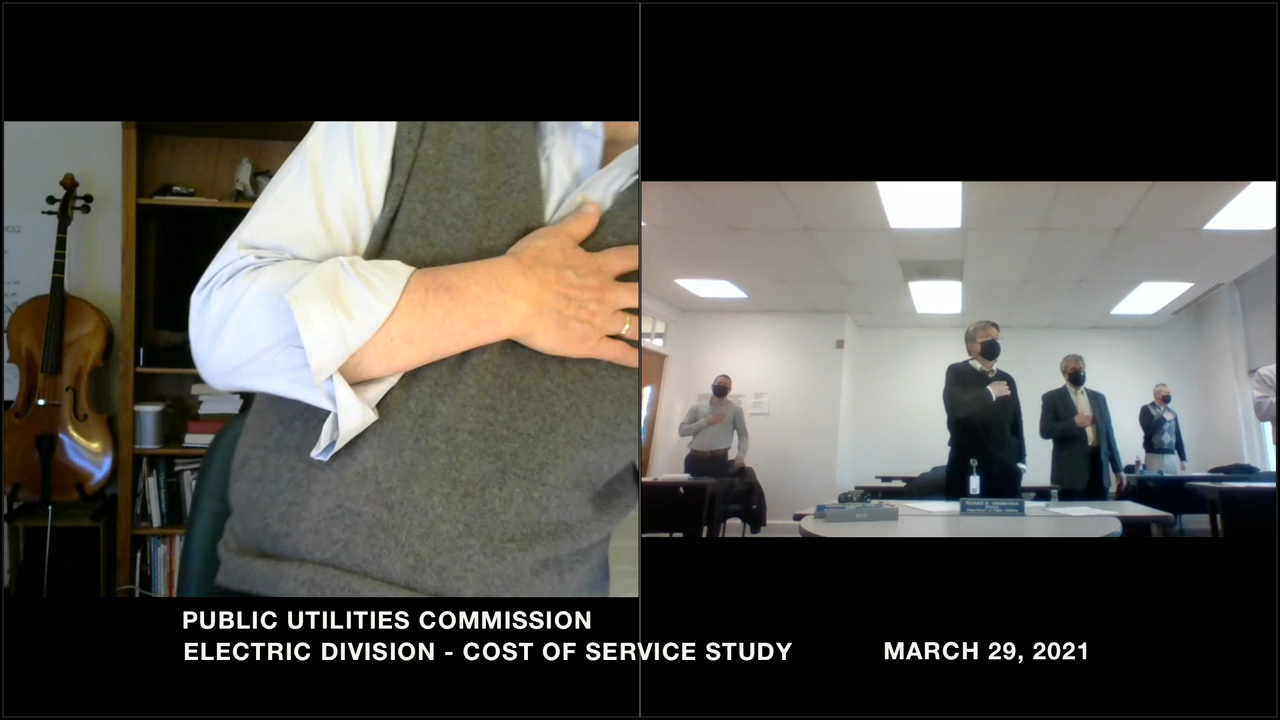 PUBLIC UTILITIES COMMISSION
ELECTRIC DIVISION - COST OF SERVICE STUDY
MARCH 29, 2021